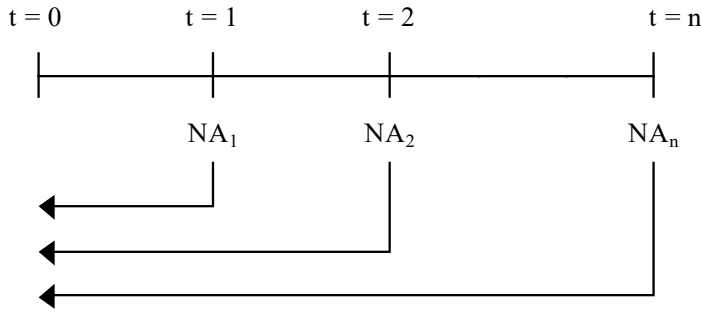 t = 0 t = 1 t = 2 t = n
NA₁ NA₂ NAₙ